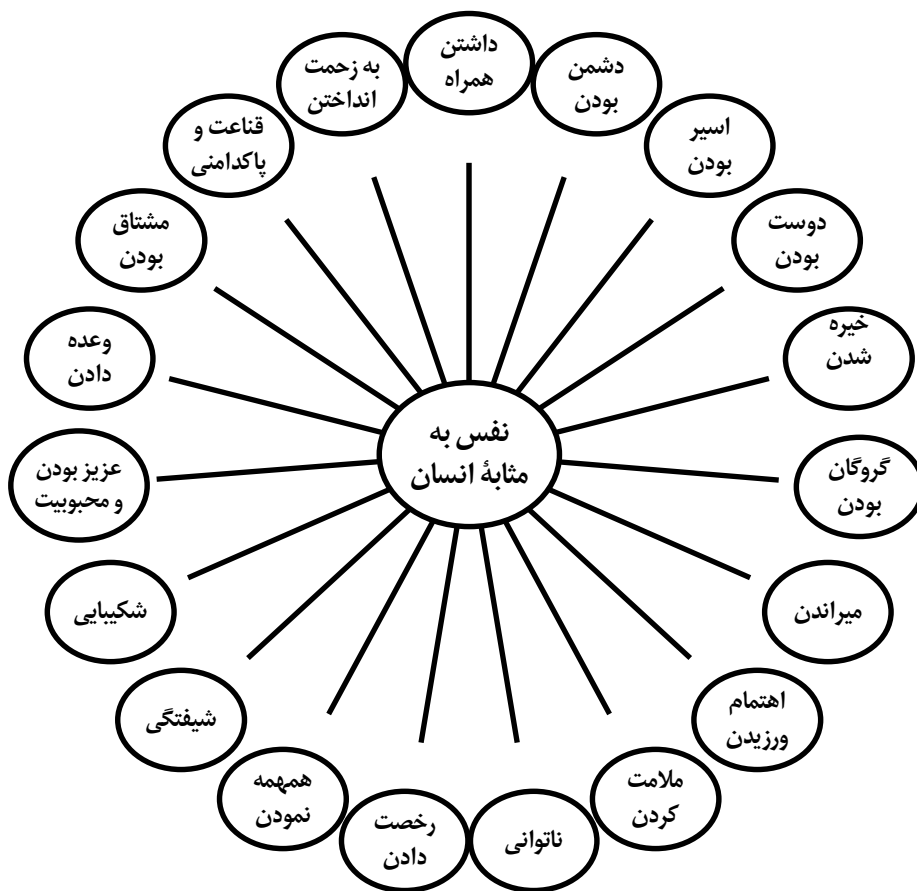 داشتن
همراه
دشمن
بودن
اسیر
بودن
دوست
بودن
خیره
شدن
گروگان
بودن
میراندن
اهتمام
ورزیدن
ملامت
کردن
ناتوانی
رخصت
دادن
همهمه
نمودن
شیفتگی
شکیبایی
عزیز بودن
و محبوبیت
وعده
دادن
مشتاق
بودن
قناعت و
پاکدامنی
به زحمت
انداختن
نفس به
مثابهٔ انسان